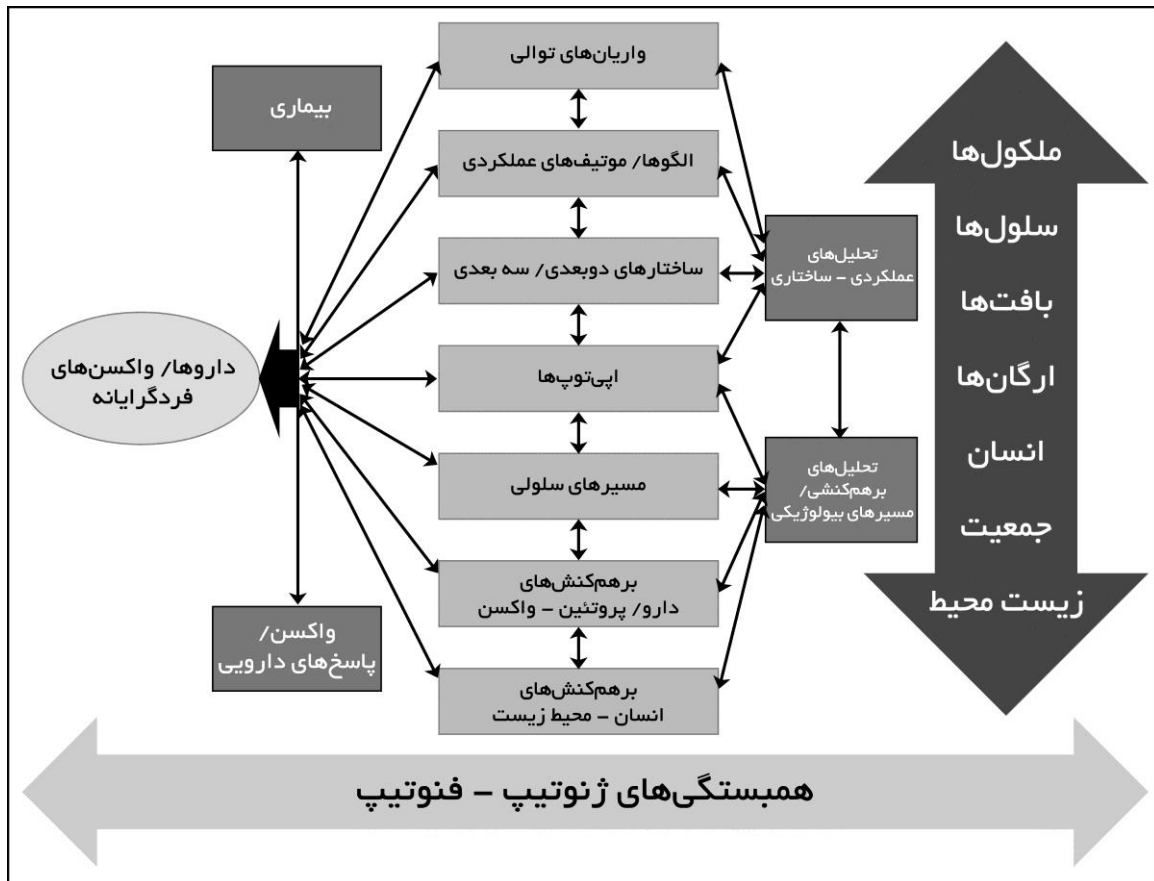 واریان‌های توالی
بیماری
الگوها/ موتیف‌های عملکردی
ملکول‌ها
سلول‌ها
بافت‌ها
ارگان‌ها
انسان
جمعیت
زیست محیط
تحلیل‌های
عملکردی – ساختاری
ساختارهای دوبعدی/ سه بعدی
داروها/ واکسن‌های
فردگرایانه
اپی‌توپ‌ها
تحلیل‌های
برهم‌کنشی/
مسیرهای بیولوژیکی
مسیرهای سلولی
برهم‌کنش‌های
دارو/ پروتئین – واکسن
واکسن/
پاسخ‌های دارویی
برهم‌کنش‌های
انسان – محیط زیست
همبستگی‌های ژنوتیپ – فنوتیپ